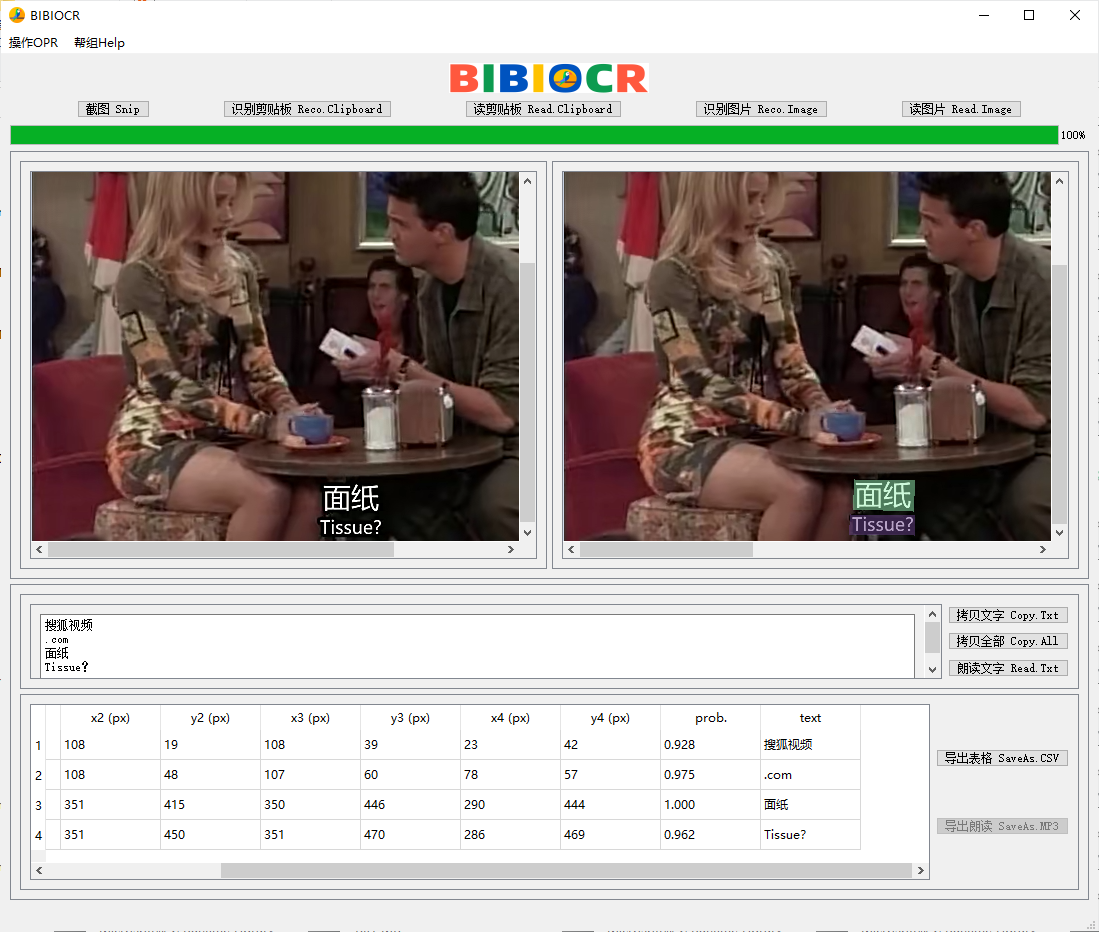 BIBIOCR
操作OPR 帮组Help
BIBIOCR
截图 Snip 识别剪贴板 Reco.Clipboard 读剪贴板 Read.Clipboard 识别图片 Reco.Image 读图片 Read.Image
100%
面纸
Tissue?
面纸
Tissue?
搜狐视频
.com
面纸
Tissue?
拷贝文字 Copy.Txt
拷贝全部 Copy.All
朗读文字 Read.Txt
x2 (px) y2 (px) x3 (px) y3 (px) x4 (px) y4 (px) prob. text
1 108 19 108 39 23 42 0.928 搜狐视频
2 108 48 107 60 78 57 0.975 .com
3 351 415 350 446 290 444 1.000 面纸
4 351 450 351 470 286 469 0.962 Tissue?
导出表格 SaveAs.CSV
导出朗读 SaveAs.MP3